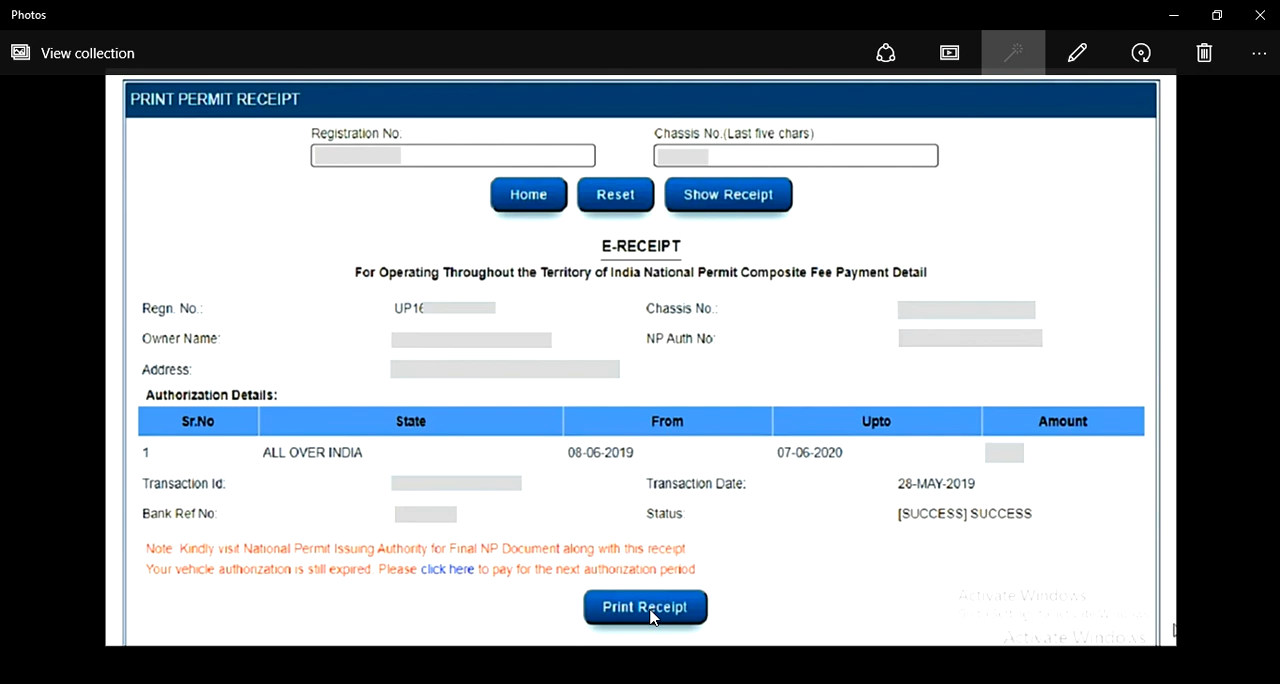 Photos
View collection
PRINT PERMIT RECEIPT
Registration No:
Chassis No.(Last five chars)
Home Reset Show Receipt
E-RECEIPT
For Operating Throughout the Territory of India National Permit Composite Fee Payment Detail
Regn. No.: UP16 Chassis No.:
Owner Name: NP Auth No:
Address:
Authorization Details:
Sr.No State From Upto Amount
1 ALL OVER INDIA 08-06-2019 07-06-2020
Transaction Id: Transaction Date: 28-MAY-2019
Bank Ref No: Status: [SUCCESS] SUCCESS
Note: Kindly visit National Permit Issuing Authority for Final NP Document along with this receipt
Your vehicle authorization is still expired. Please click here to pay for the next authorization period
Print Receipt
Activate Windows
Activate Windows